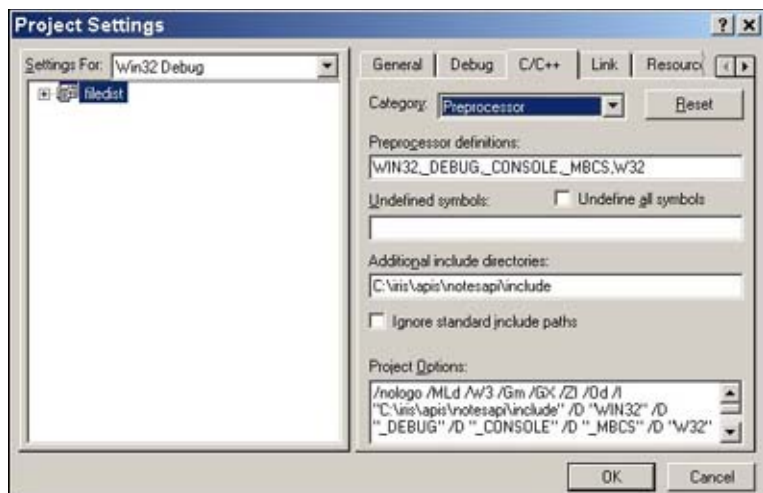 Project Settings
Settings For: Win32 Debug
filedist
General Debug C/C++ Link Resourc
Category: Preprocessor Reset
Preprocessor definitions:
WIN32,_DEBUG,_CONSOLE,_MBCS,W32
Undefined symbols: Undefine all symbols
Additional include directories:
C:\iris\apis\notesapi\include
Ignore standard include paths
Project Options:
/nologo /MLd /W3 /Gm /GX /ZI /Od /I
"C:\iris\apis\notesapi\include" /D "WIN32" /D
"_DEBUG" /D "_CONSOLE" /D "_MBCS" /D "W32"
OK Cancel